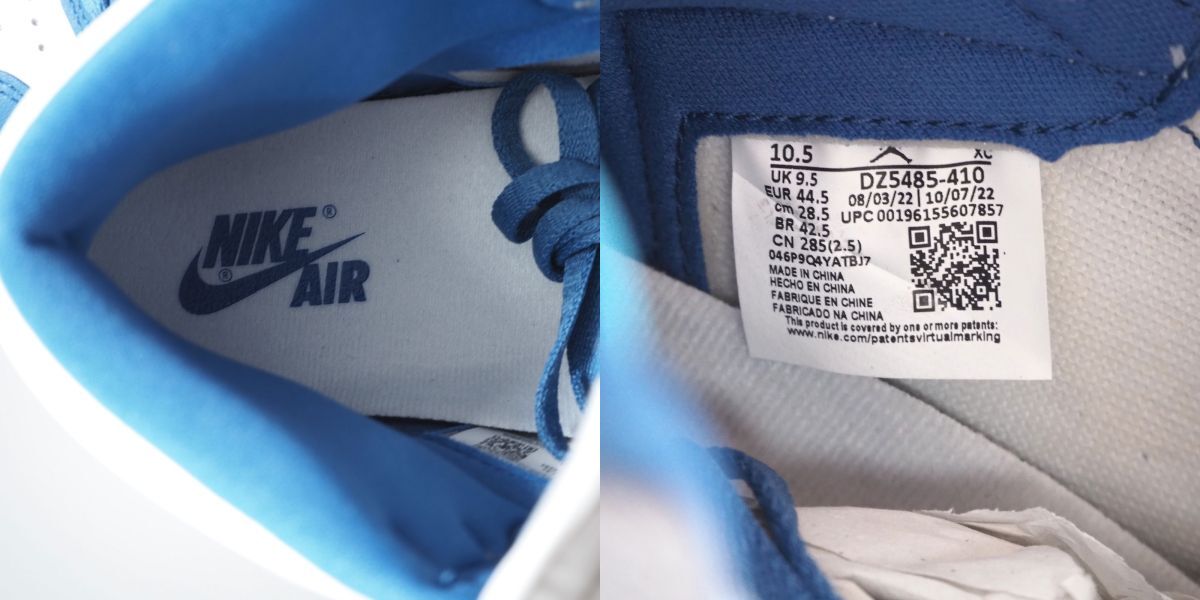 NIKE®
® AIR
10.5 XC
UK 9.5 DZ5485-410
EUR 44.5 08/03/22 | 10/07/22
cm 28.5 UPC 00196155607857
BR 42.5
CN 285(2.5)
046P9Q4YATBJ7
MADE IN CHINA
HECHO EN CHINA
FABRIQUE EN CHINE
FABRICADO NA CHINA
This product is covered by one or more patents:
www.nike.com/patentsvirtualmarking